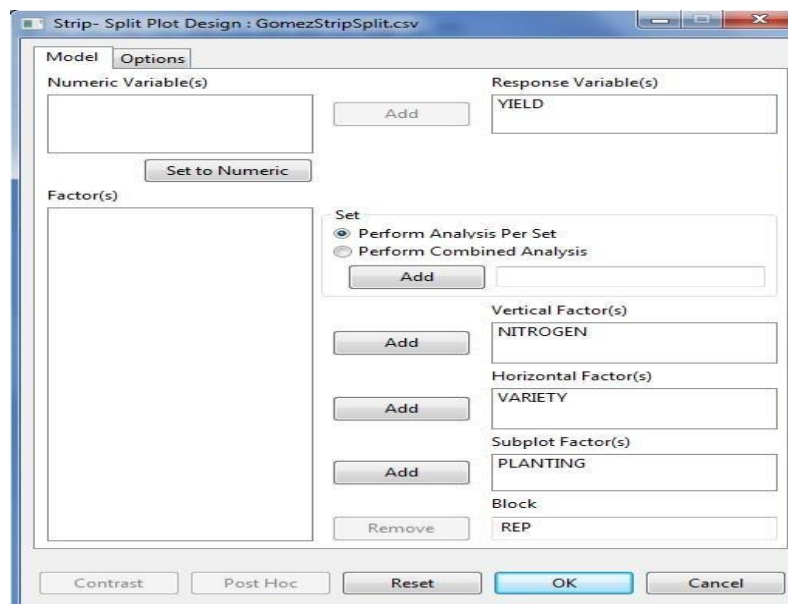 Strip- Split Plot Design : GomezStripSplit.csv
Model Options
Numeric Variable(s)
Response Variable(s)
Add
YIELD
Set to Numeric
Factor(s)
Set
Perform Analysis Per Set
Perform Combined Analysis
Add
Vertical Factor(s)
Add
NITROGEN
Horizontal Factor(s)
Add
VARIETY
Subplot Factor(s)
Add
PLANTING
Block
Remove
REP
Contrast Post Hoc Reset OK Cancel